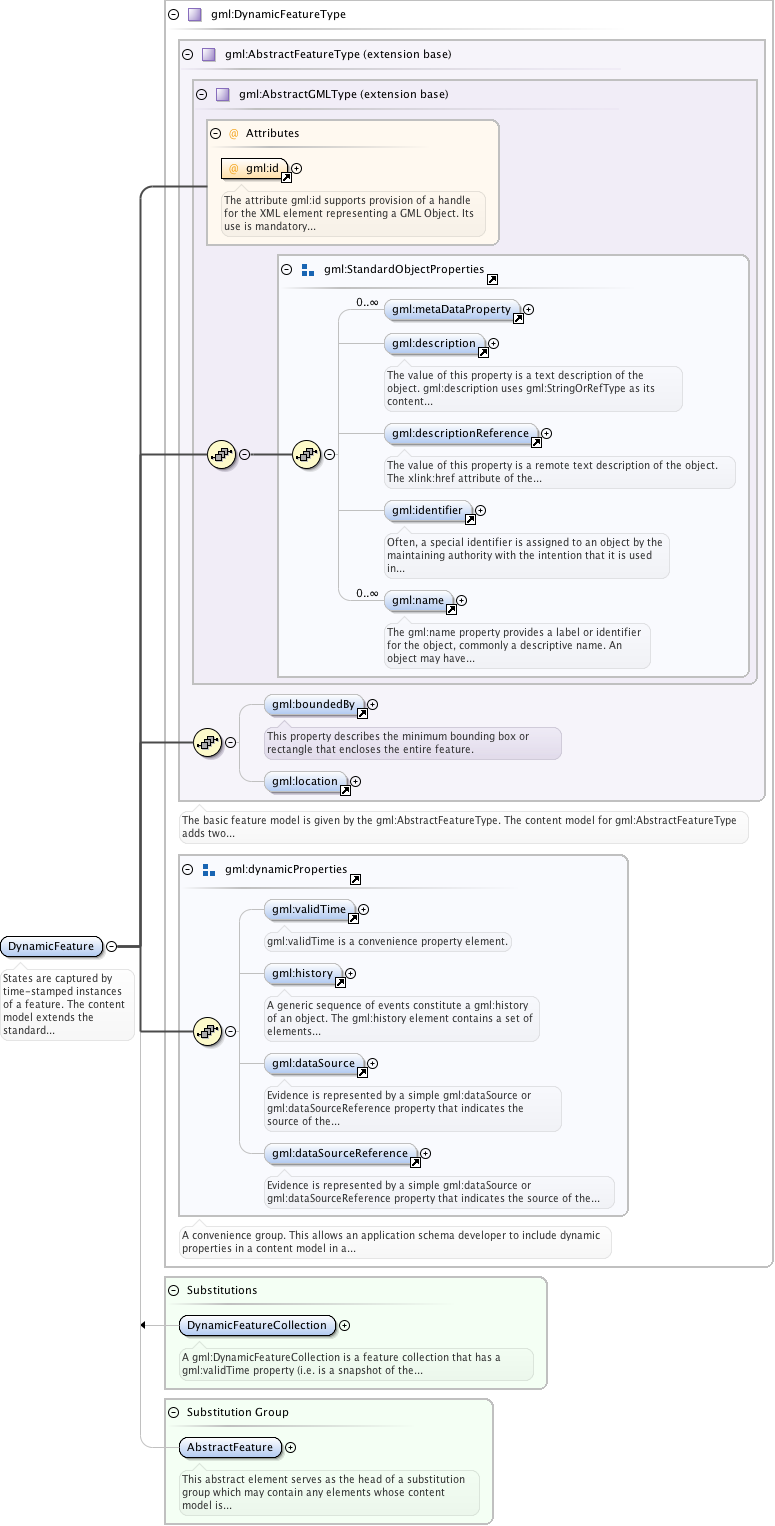 gml:DynamicFeatureType
gml:AbstractFeatureType (extension base)
gml:AbstractGMLType (extension base)
@ Attributes
@ gml:id
The attribute gml:id supports provision of a handle
for the XML element representing a GML Object. Its
use is mandatory...
gml:StandardObjectProperties
0..∞
gml:metaDataProperty
gml:description
The value of this property is a text description of the
object. gml:description uses gml:StringOrRefType as its
content...
gml:descriptionReference
The value of this property is a remote text description of the object.
The xlink:href attribute of the...
gml:identifier
Often, a special identifier is assigned to an object by the
maintaining authority with the intention that it is used
in...
0..∞
gml:name
The gml:name property provides a label or identifier
for the object, commonly a descriptive name. An
object may have...
gml:boundedBy
This property describes the minimum bounding box or
rectangle that encloses the entire feature.
gml:location
The basic feature model is given by the gml:AbstractFeatureType. The content model for gml:AbstractFeatureType
adds two...
gml:dynamicProperties
gml:validTime
gml:validTime is a convenience property element.
gml:history
A generic sequence of events constitute a gml:history
of an object. The gml:history element contains a set of
elements...
gml:dataSource
Evidence is represented by a simple gml:dataSource or
gml:dataSourceReference property that indicates the
source of the...
gml:dataSourceReference
Evidence is represented by a simple gml:dataSource or
gml:dataSourceReference property that indicates the source of the...
A convenience group. This allows an application schema developer to include dynamic
properties in a content model in a...
DynamicFeature
States are captured by
time-stamped instances
of a feature. The content
model extends the
standard...
Substitutions
DynamicFeatureCollection
A gml:DynamicFeatureCollection is a feature collection that has a
gml:validTime property (i.e. is a snapshot of the...
Substitution Group
AbstractFeature
This abstract element serves as the head of a substitution
group which may contain any elements whose content
model is...